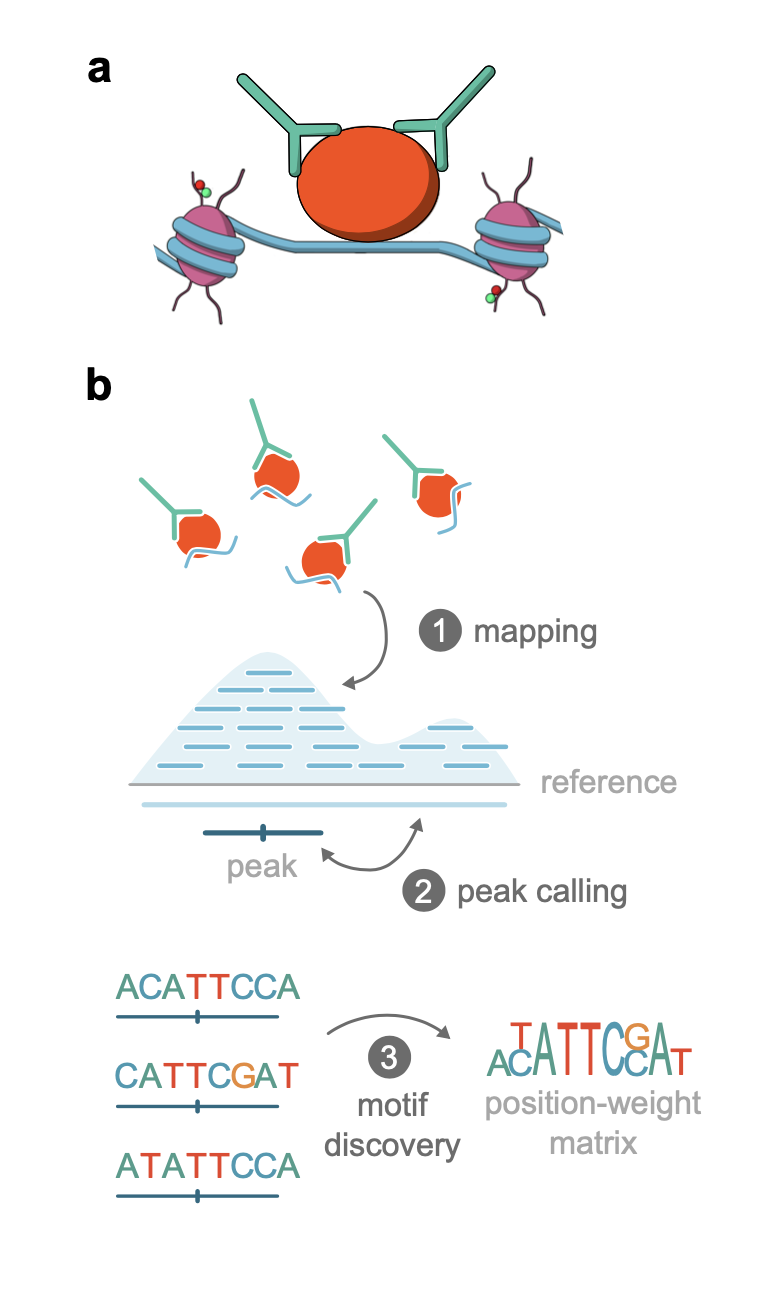 a
b
1 mapping
reference
peak
2 peak calling
ACATTCCA
CATTCGAT
ATATTCCA
3
motif
discovery
ACTATTCGCAT
position-weight
matrix